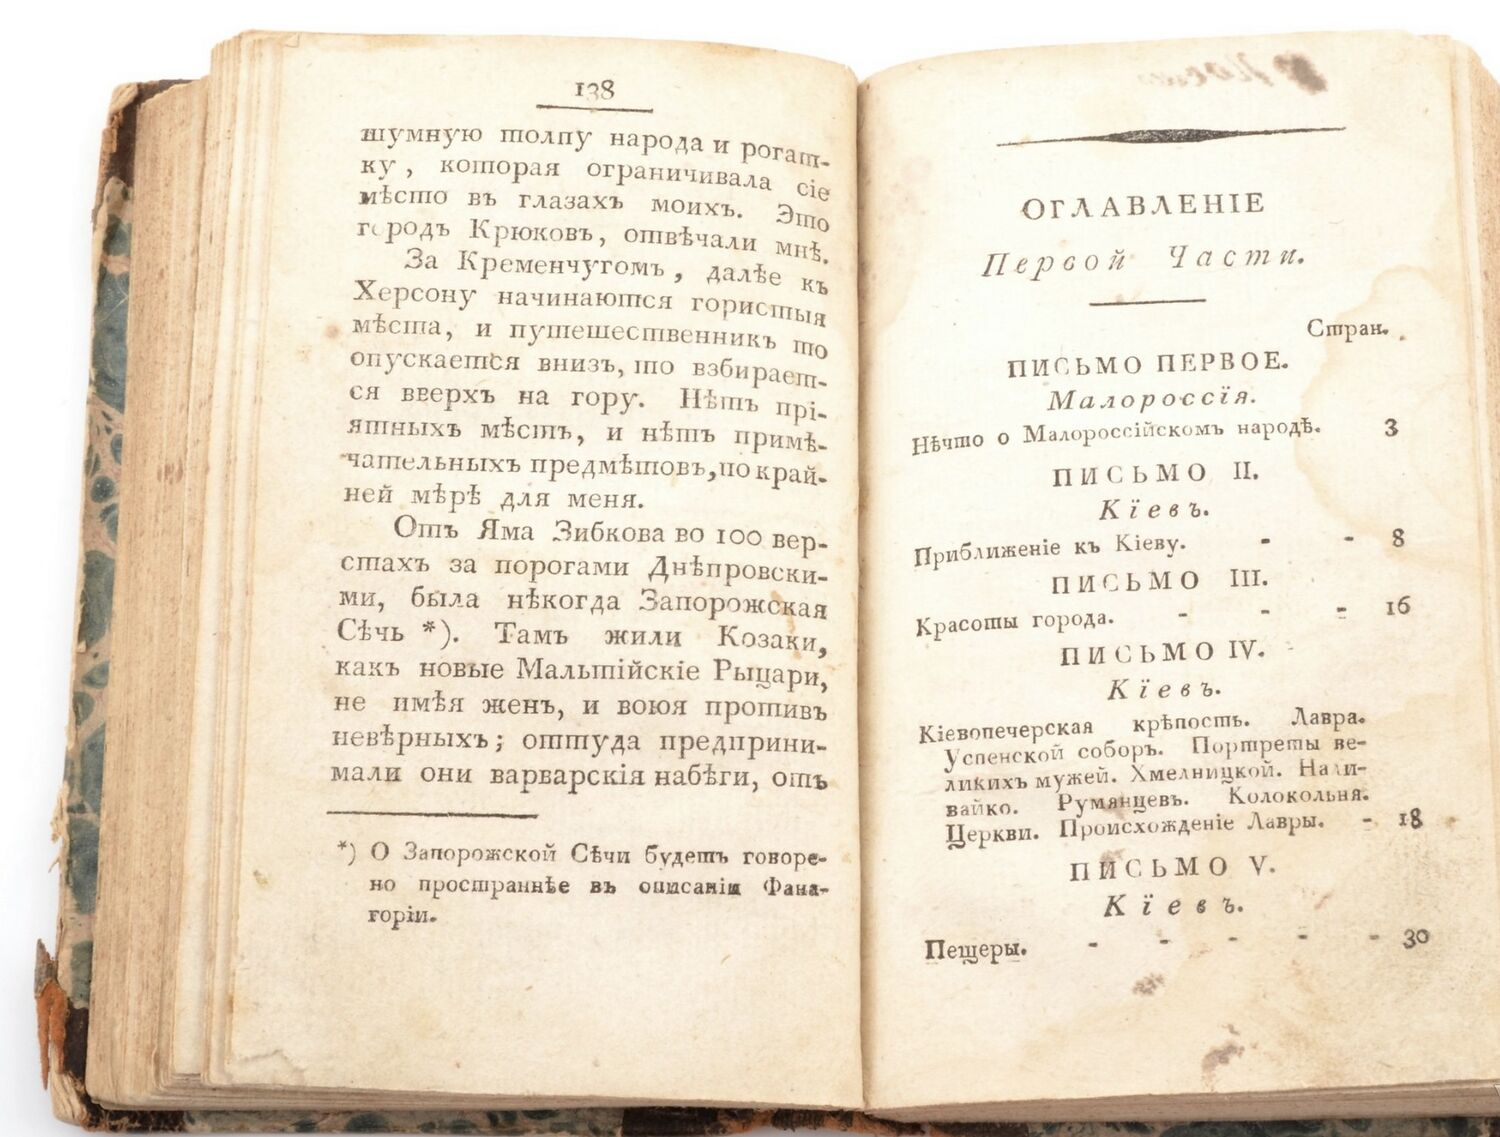 138
шумную толпу народа и рогат-
ку, которая ограничивала сіе
мѣсто въ глазахъ моихъ. Это
городъ Крюковъ, отвѣчали мнѣ.
За Кременчугомъ, далѣе къ
Херсону начинаются гористыя
мѣста, и путешественникъ то
опускается внизъ, то взбирает-
ся вверхъ на гору. Нѣтъ прі-
ятныхъ мѣстъ, и нѣтъ примѣ-
чательныхъ предмѣтовъ, по край-
ней мѣрѣ для меня.
Отъ Яма Зибкова во 100 вер-
стахъ за порогами Днѣпровски-
ми, была нѣкогда Запорожская
Сѣчь *). Тамъ жили Козаки,
какъ новые Мальтійскіе Рыцари,
не имѣя женъ, и воюя противъ
невѣрныхъ; оттуда предприни-
мали они варварскія набѣги, отъ
*) О Запорожской Сѣчи будетъ говоре-
но пространнѣе въ описаніи Фана-
горіи.
ОГЛАВЛЕНІЕ
Первой Части.
Стран.
ПИСЬМО ПЕРВОЕ.
Малороссія.
Нѣчто о Малороссійскомъ народѣ. 3
ПИСЬМО II.
Кіевъ.
Приближеніе къ Кіеву. - - 8
ПИСЬМО III.
Красоты города. - - - 16
ПИСЬМО IV.
Кіевъ.
Кіевопечерская крѣпость. Лавра.
Успенской соборъ. Портреты ве-
ликихъ мужей. Хмелницкой. Нали-
вайко. Румянцевъ. Колокольня.
Церкви. Происхожденіе Лавры. - 18
ПИСЬМО V.
Кіевъ.
Пещеры. - - - - - 30